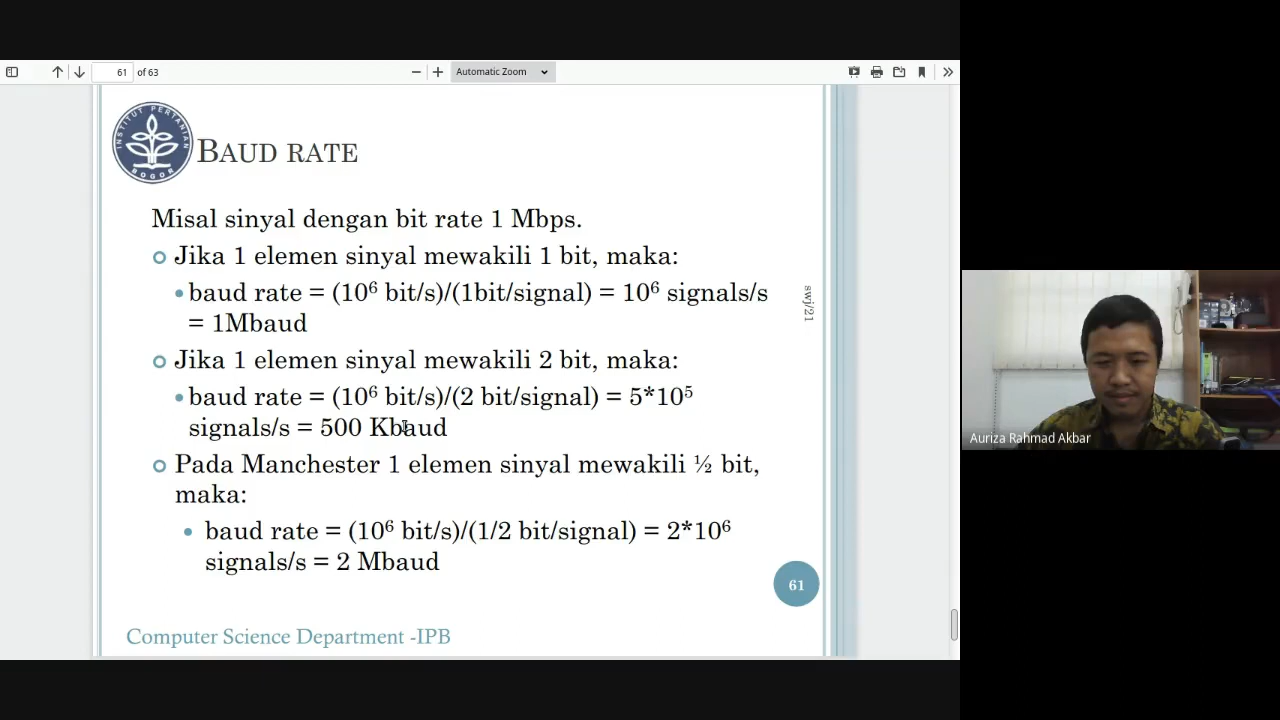 61 of 63
Automatic Zoom
INSTITUT PERTANIAN
BOGOR
BAUD RATE
Misal sinyal dengan bit rate 1 Mbps.
Jika 1 elemen sinyal mewakili 1 bit, maka:
baud rate = (10⁶ bit/s)/(1bit/signal) = 10⁶ signals/s
= 1Mbaud
Jika 1 elemen sinyal mewakili 2 bit, maka:
baud rate = (10⁶ bit/s)/(2 bit/signal) = 5*10⁵
signals/s = 500 Kbaud
Pada Manchester 1 elemen sinyal mewakili ½ bit,
maka:
baud rate = (10⁶ bit/s)/(1/2 bit/signal) = 2*10⁶
signals/s = 2 Mbaud
swj/21
61
Computer Science Department -IPB
Auriza Rahmad Akbar